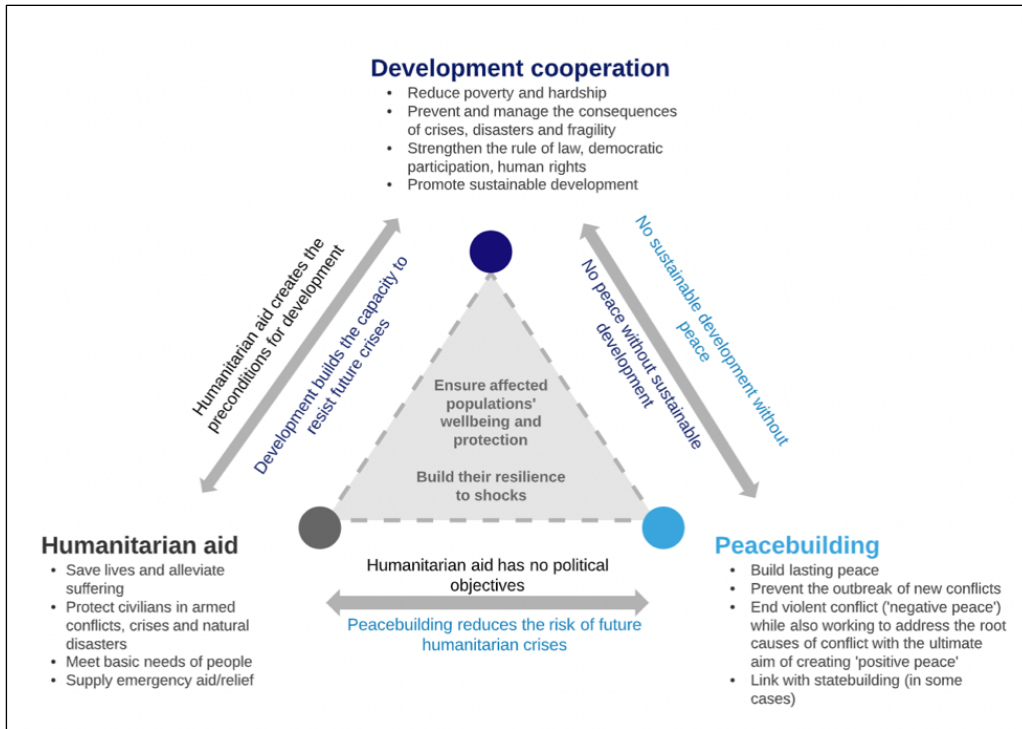 Development cooperation
• Reduce poverty and hardship
• Prevent and manage the consequences
of crises, disasters and fragility
• Strengthen the rule of law, democratic
participation, human rights
• Promote sustainable development
Humanitarian aid creates the
preconditions for development
Development builds the capacity to
resist future crises
No sustainable development without
peace
No peace without sustainable
development
Ensure affected
populations'
wellbeing and
protection
Build their resilience
to shocks
Humanitarian aid
• Save lives and alleviate
suffering
• Protect civilians in armed
conflicts, crises and natural
disasters
• Meet basic needs of people
• Supply emergency aid/relief
Humanitarian aid has no political
objectives
Peacebuilding reduces the risk of future
humanitarian crises
Peacebuilding
• Build lasting peace
• Prevent the outbreak of new conflicts
• End violent conflict ('negative peace')
while also working to address the root
causes of conflict with the ultimate
aim of creating 'positive peace'
• Link with statebuilding (in some
cases)